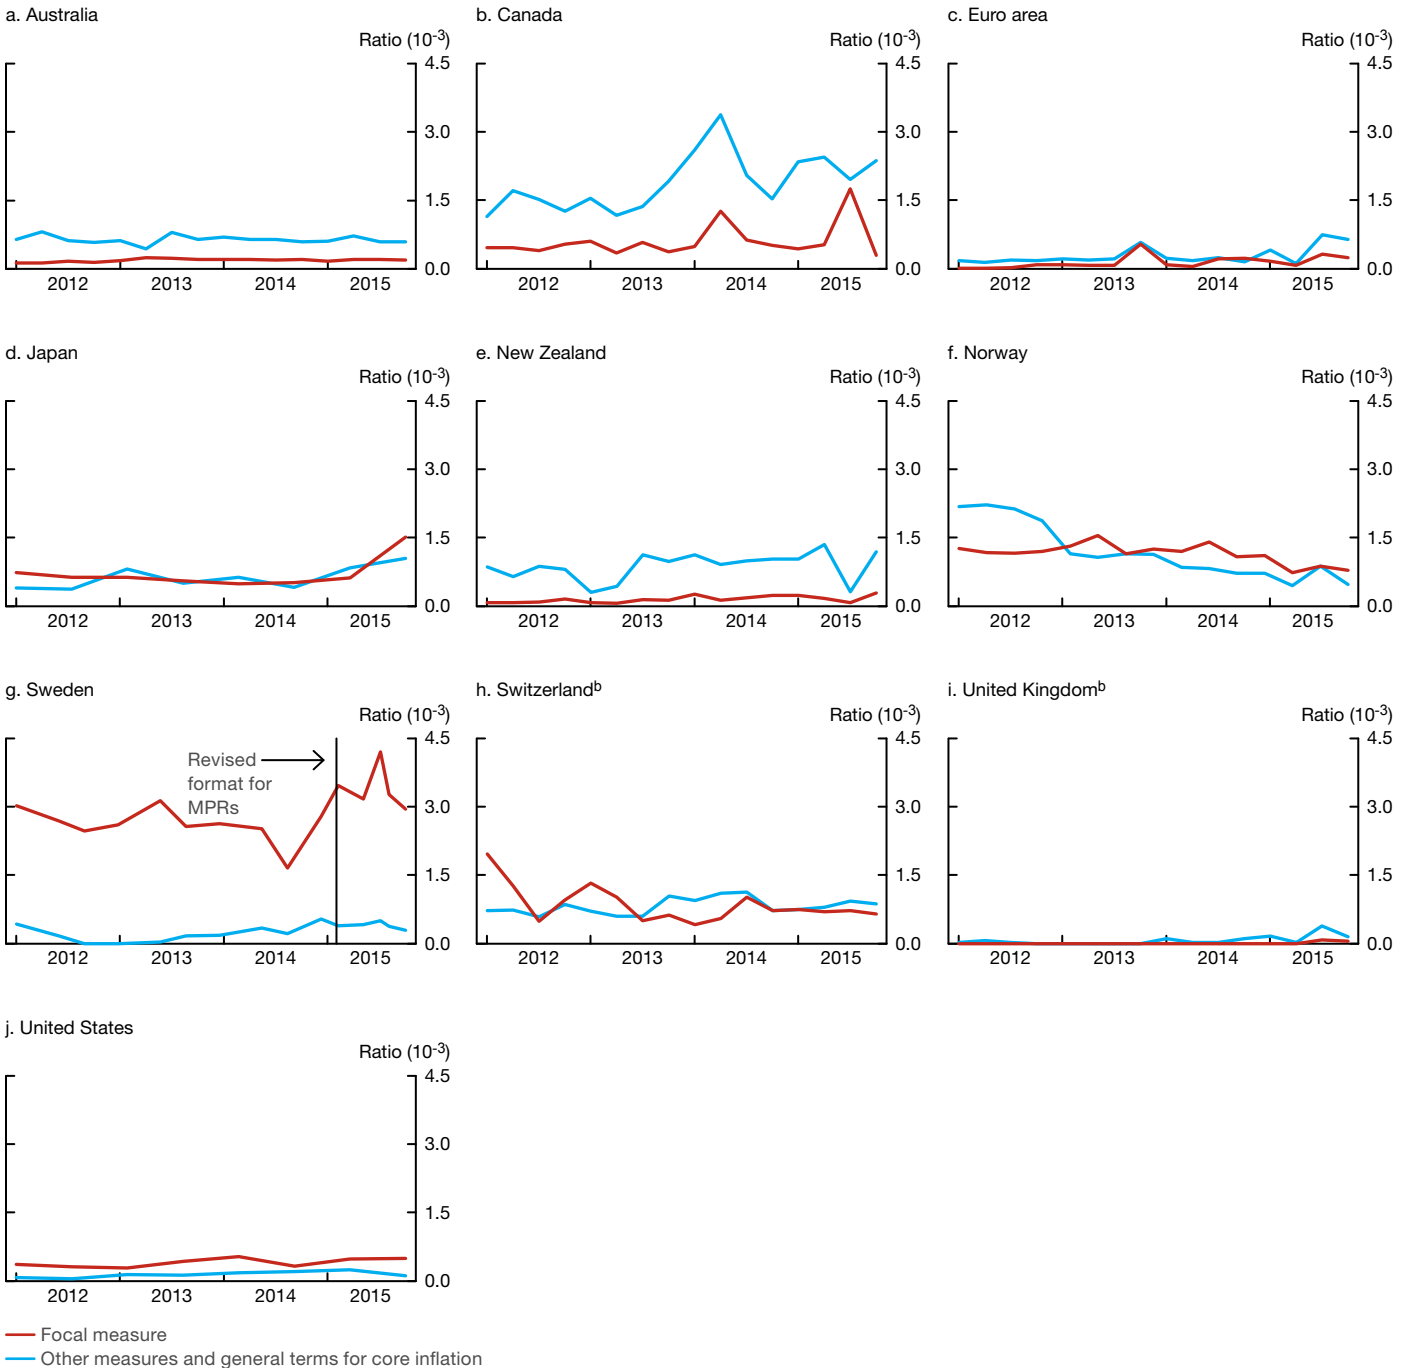 a. Australia
Ratio (10-3)
4.5
3.0
1.5
0.0
2012 2013 2014 2015
b. Canada
Ratio (10-3)
4.5
3.0
1.5
0.0
2012 2013 2014 2015
c. Euro area
Ratio (10-3)
4.5
3.0
1.5
0.0
2012 2013 2014 2015
d. Japan
Ratio (10-3)
4.5
3.0
1.5
0.0
2012 2013 2014 2015
e. New Zealand
Ratio (10-3)
4.5
3.0
1.5
0.0
2012 2013 2014 2015
f. Norway
Ratio (10-3)
4.5
3.0
1.5
0.0
2012 2013 2014 2015
g. Sweden
Ratio (10-3)
Revised
format for
MPRs
4.5
3.0
1.5
0.0
2012 2013 2014 2015
h. Switzerlandb
Ratio (10-3)
4.5
3.0
1.5
0.0
2012 2013 2014 2015
i. United Kingdomb
Ratio (10-3)
4.5
3.0
1.5
0.0
2012 2013 2014 2015
j. United States
Ratio (10-3)
4.5
3.0
1.5
0.0
2012 2013 2014 2015
Focal measure
Other measures and general terms for core inflation